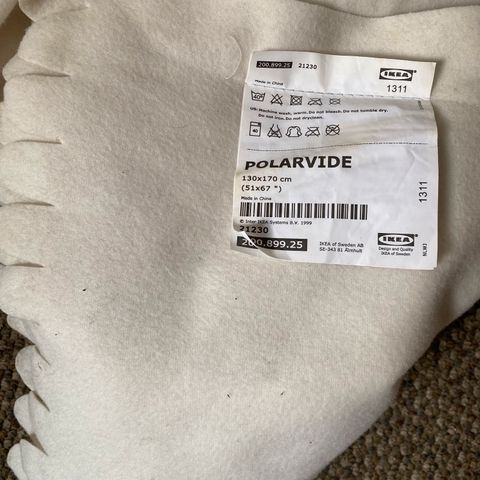 200.899.25 21230
IKEA
Made in China
1311
40°
US: Machine wash, warm. Do not bleach. Do not tumble dry.
Do not iron. Do not dryclean.
40
POLARVIDE
130x170 cm
(51x67 ")
Made in China
1311
© Inter IKEA Systems B.V. 1999
21230
200.899.25
IKEA of Sweden AB
SE-343 81 Älmhult
IKEA
Design and Quality
IKEA of Sweden